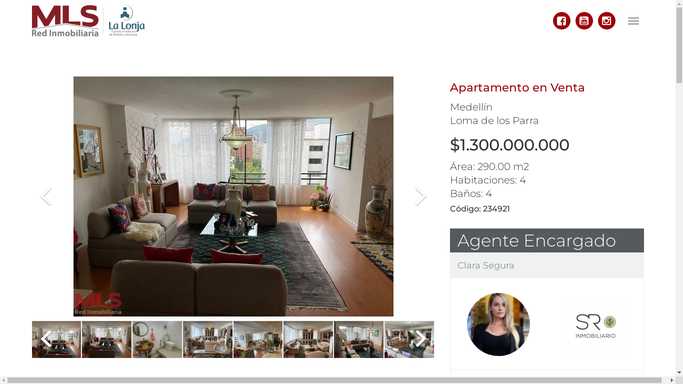 MLS
Red Inmobiliaria
La Lonja
Apartamento en Venta
Medellín
Loma de los Parra
$1.300.000.000
Área: 290.00 m2
Habitaciones: 4
Baños: 4
Código: 234921
Agente Encargado
Clara Segura
SR
INMOBILIARIO
MLS
Red Inmobiliaria